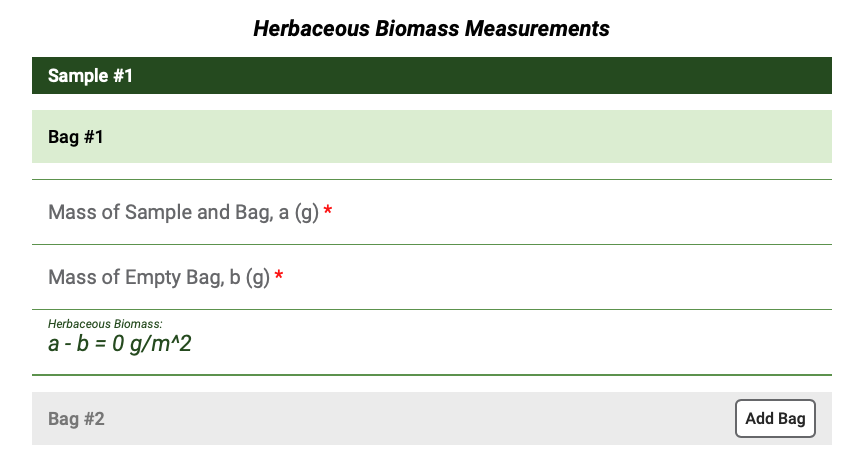 Herbaceous Biomass Measurements
Sample #1
Bag #1
Mass of Sample and Bag, a (g) *
Mass of Empty Bag, b (g) *
Herbaceous Biomass:
a - b = 0 g/m^2
Bag #2
Add Bag